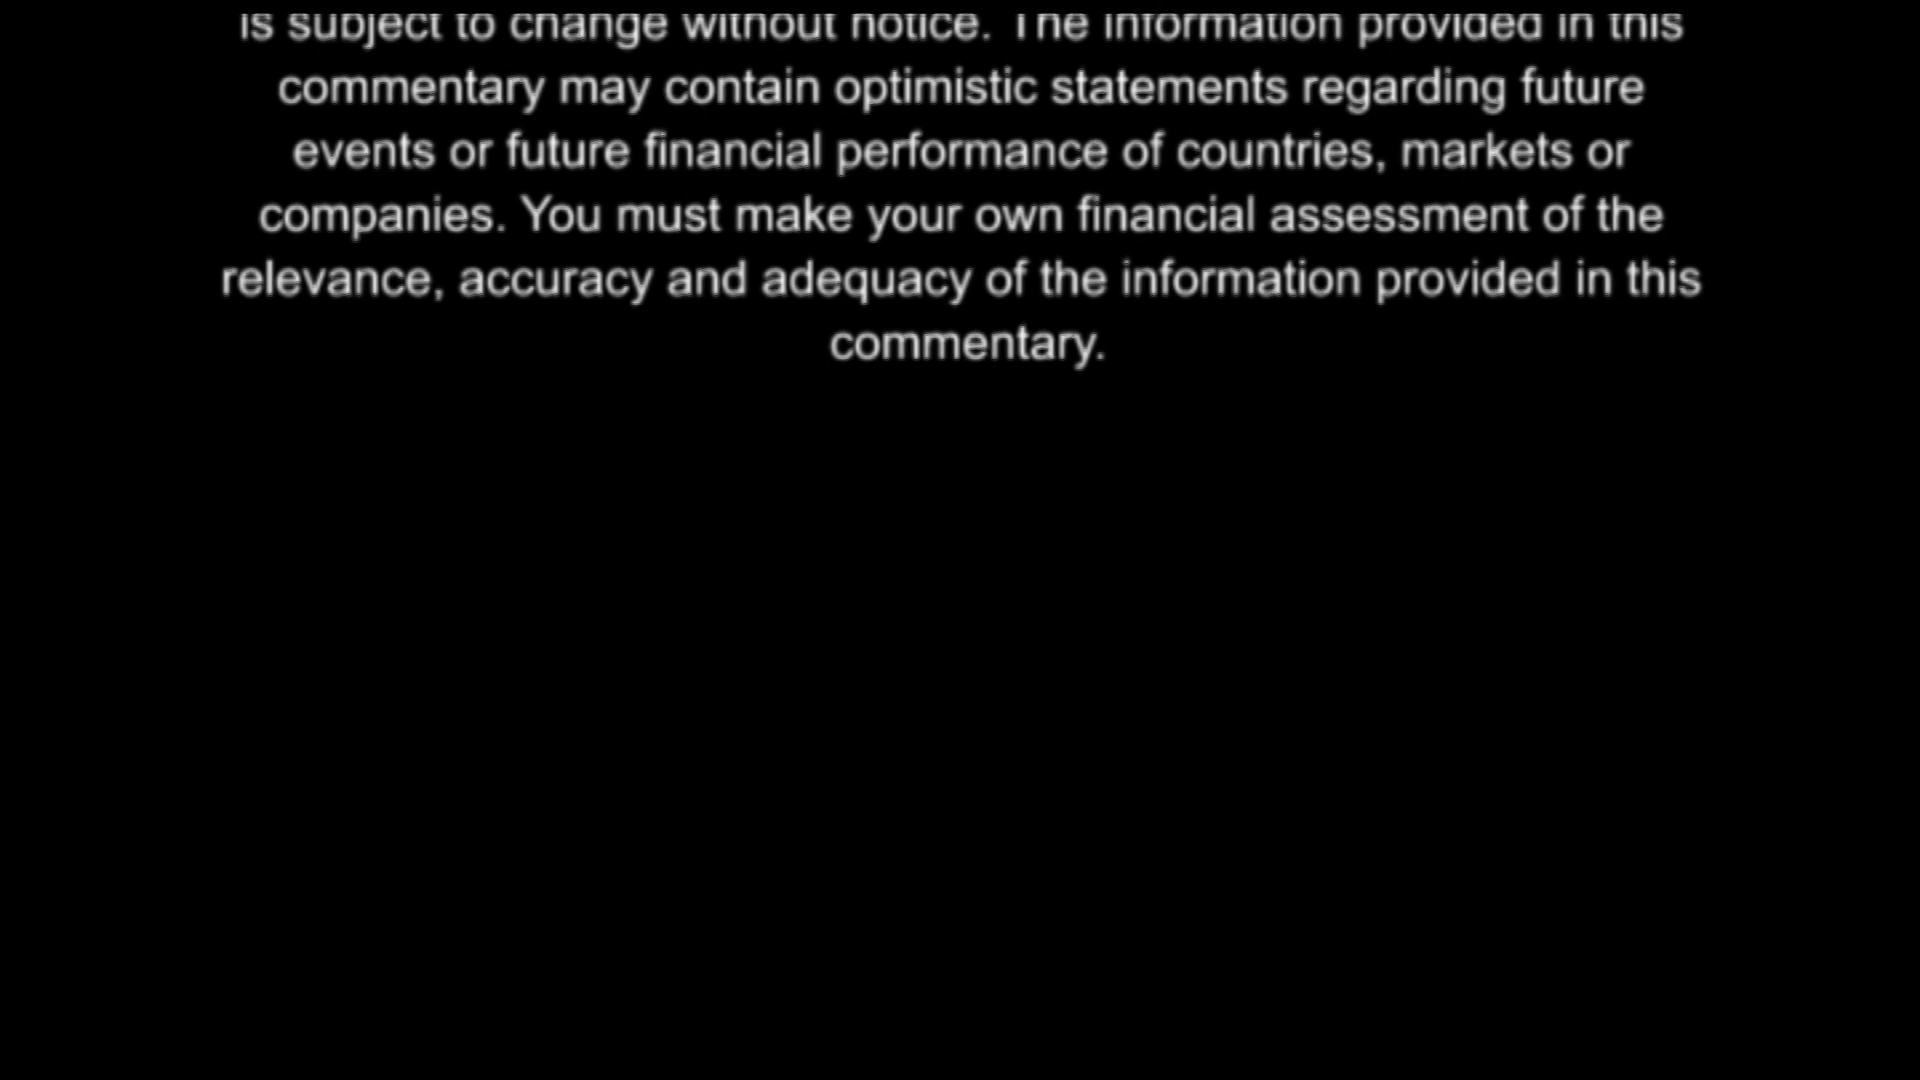 is subject to change without notice. The information provided in this
commentary may contain optimistic statements regarding future
events or future financial performance of countries, markets or
companies. You must make your own financial assessment of the
relevance, accuracy and adequacy of the information provided in this
commentary.